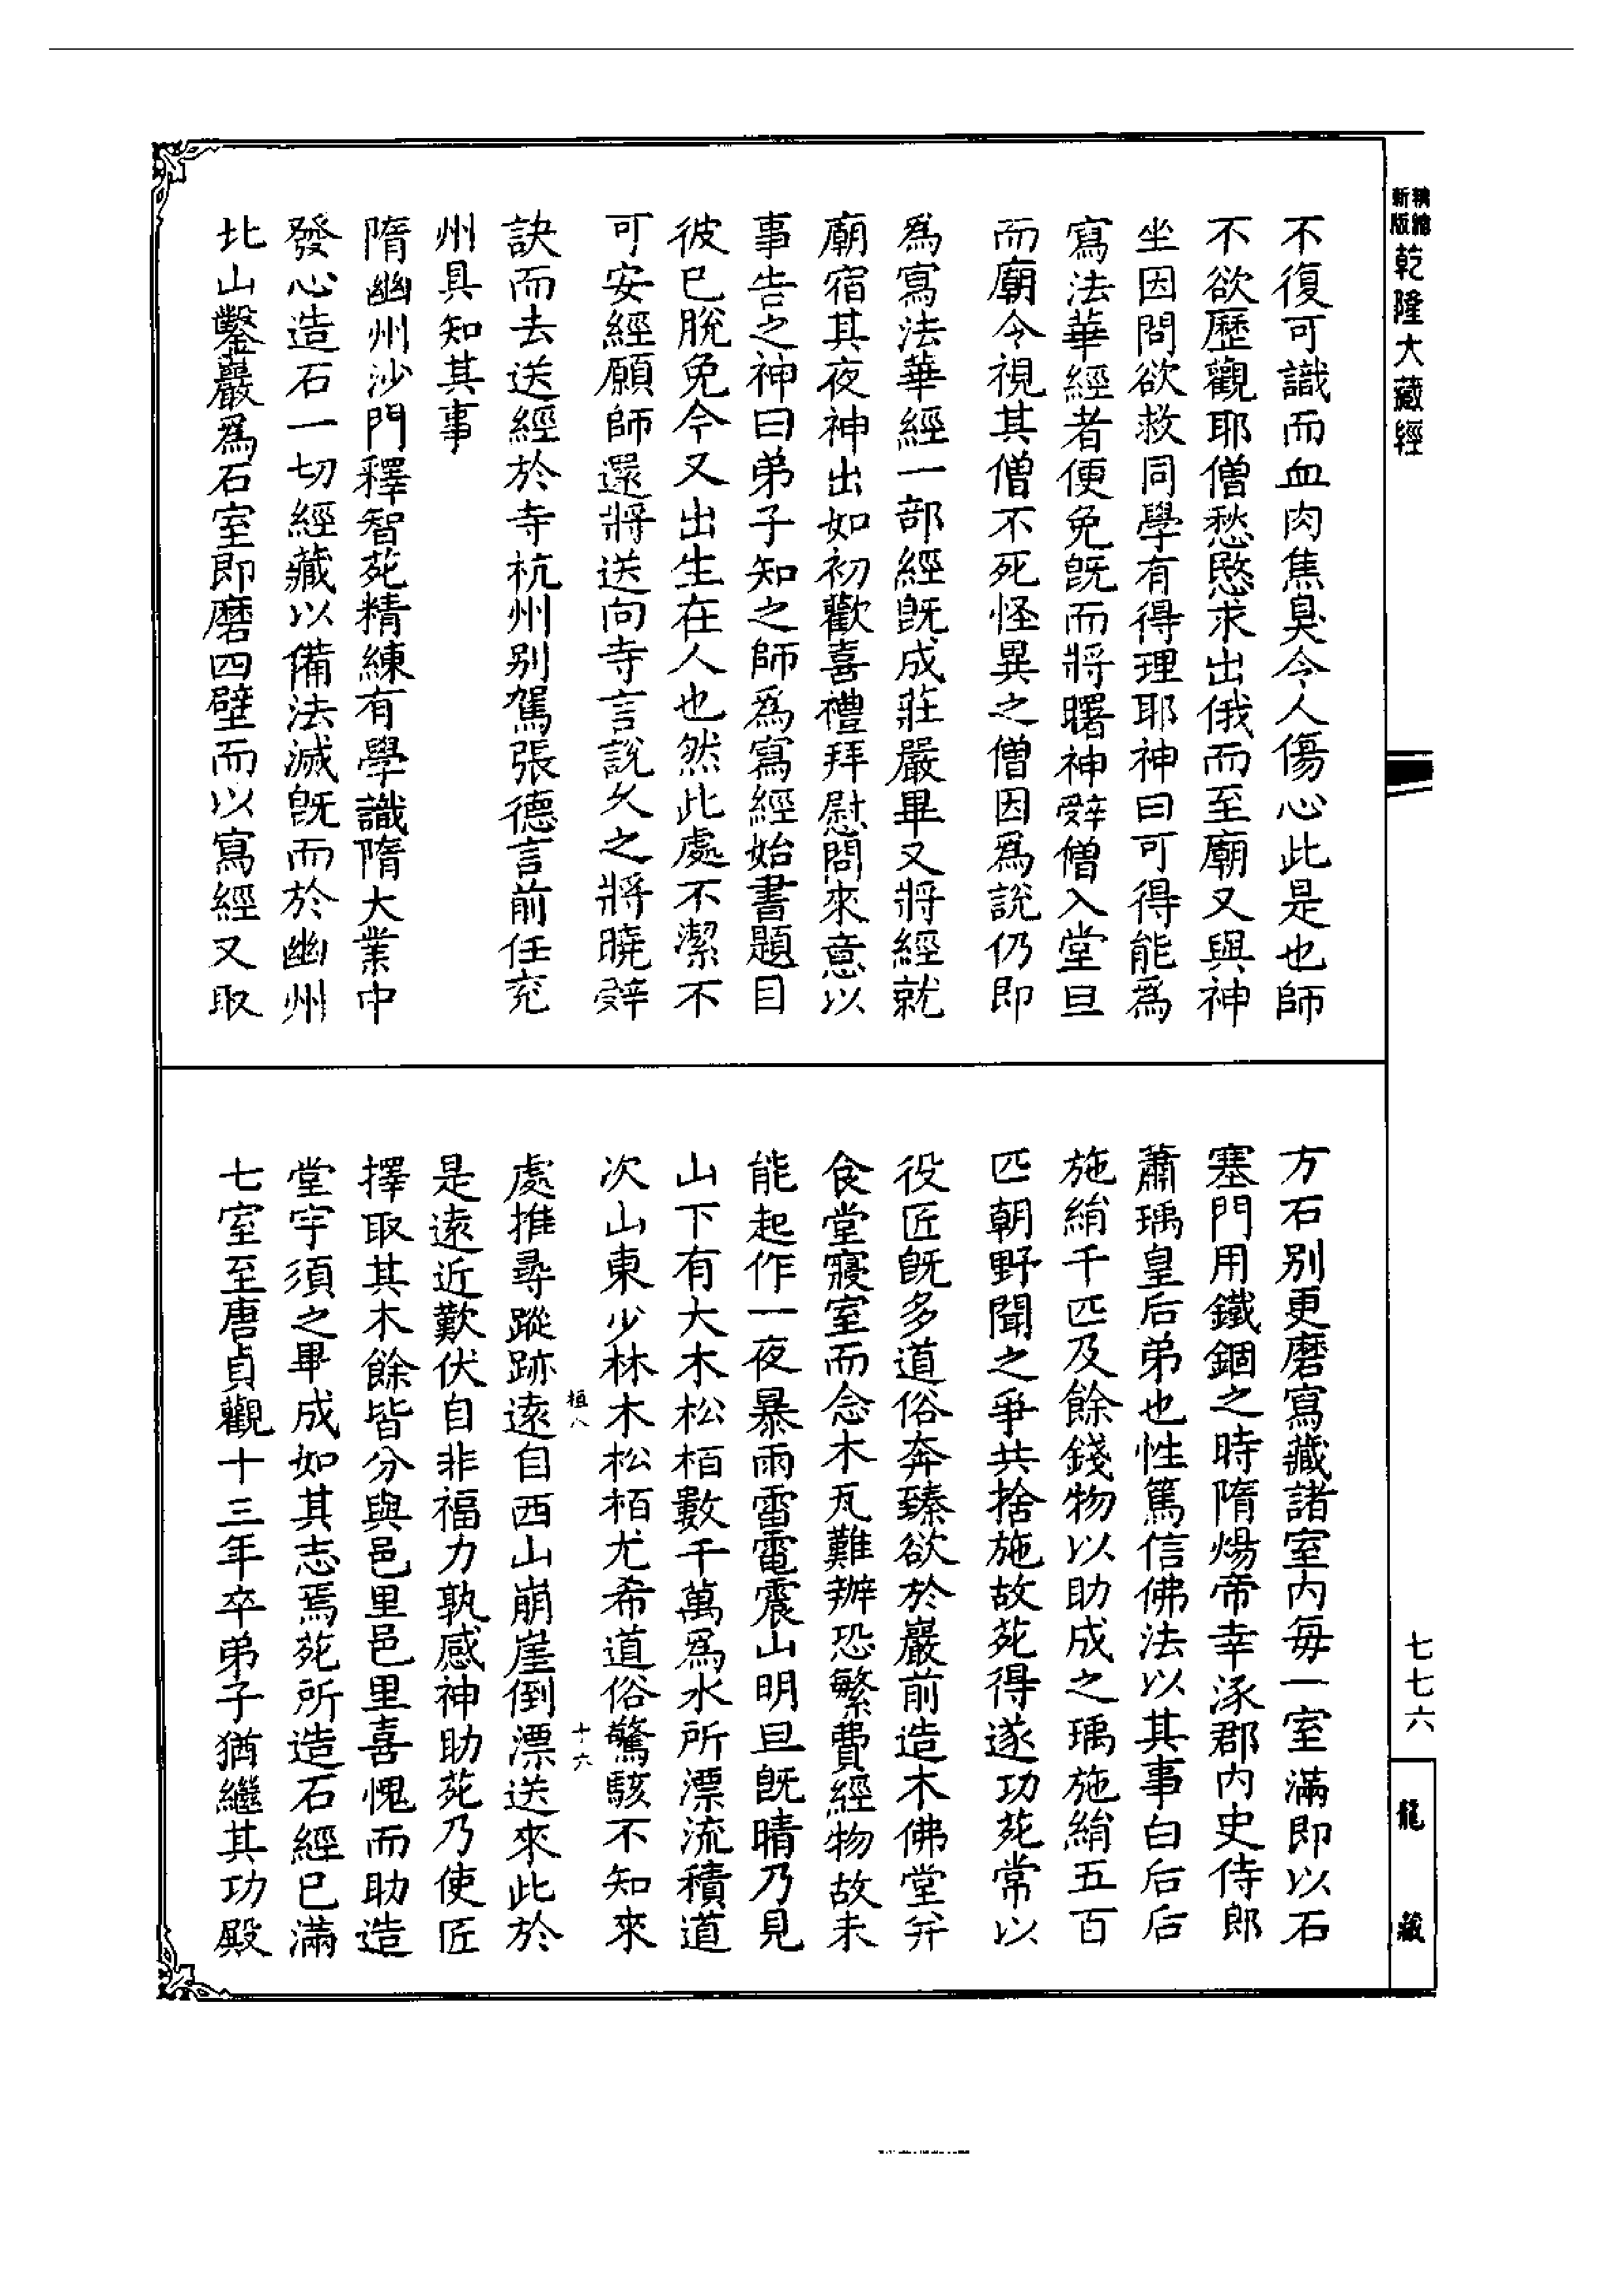 新編縮版 乾隆大藏經
不復可識而血肉焦臭令人傷心此是也師
不欲歷觀耶僧愁愍求出俄而至廟又與神
坐因問欲救同學有得理耶神曰可得能爲
寫法華經者便免旣而將曙神辤僧入堂旦
而廟令視其僧不死怪異之僧因爲說仍即
爲寫法華經一部經旣成莊嚴畢又將經就
廟宿其夜神出如初歡喜禮拜慰問來意以
事告之神曰弟子知之師爲寫經始書題目
彼已脫免今又出生在人也然此處不潔不
可安經願師還將送向寺言說久之將曉辤
訣而去送經於寺杭州别駕張德言前任兖
州具知其事
隋幽州沙門釋智苑精練有學識隋大業中
發心造石一切經藏以備法滅旣而於幽州
北山鑿巖爲石室即磨四壁而以寫經又取
方石别更磨寫藏諸室内每一室滿即以石
塞門用鐵錮之時隋煬帝幸涿郡内史侍郎
蕭瑀皇后弟也性篤信佛法以其事白后后
施絹千匹及餘錢物以助成之瑀施絹五百
匹朝野聞之爭共捨施故苑得遂功苑常以
役匠旣多道俗奔臻欲於巖前造木佛堂并
食堂寢室而念木瓦難辦恐繁費經物故未
能起作一夜暴雨雷電震山明旦旣晴乃見
山下有大木松栢數千萬爲水所漂流積道
次山東少林木松栢尤希道俗驚駭不知來
植八 十六
處推尋蹤跡遠自西山崩崖倒漂送來此於
是遠近歎伏自非福力孰感神助苑乃使匠
擇取其木餘皆分與邑里邑里喜愧而助造
堂宇須之畢成如其志焉苑所造石經已滿
七室至唐貞觀十三年卒弟子猶繼其功殿
七七六
龍藏